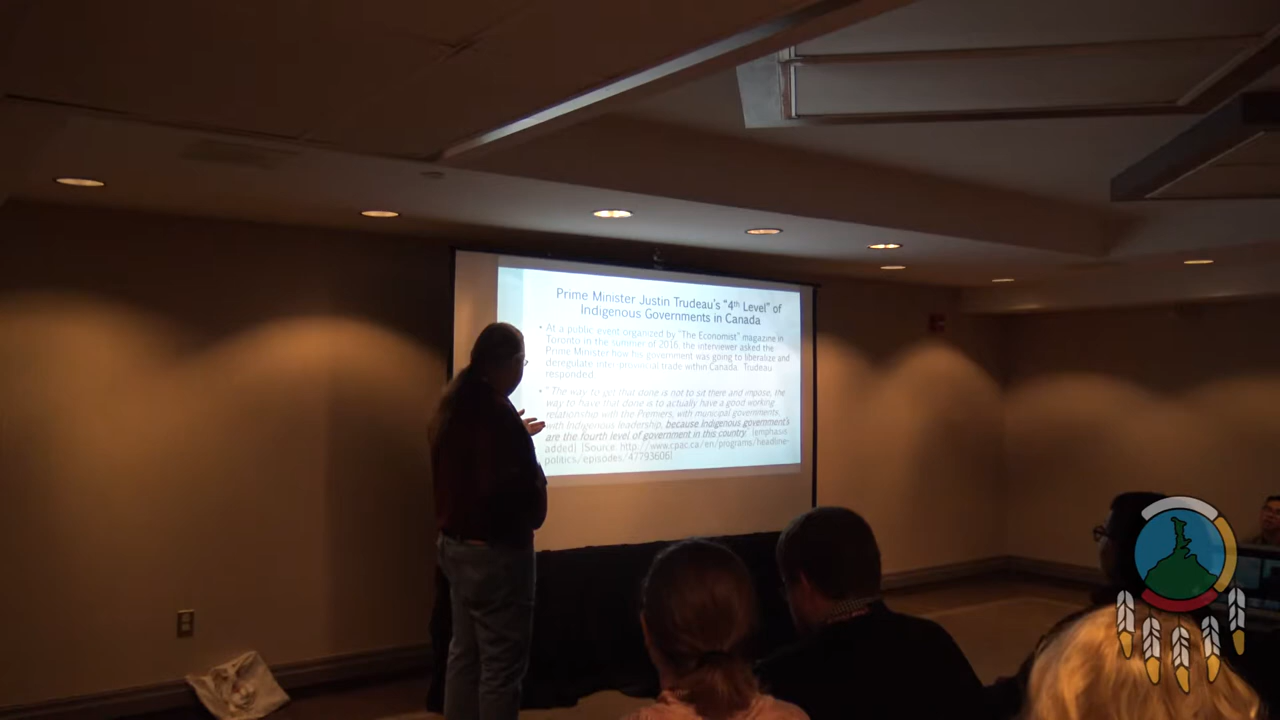 Prime Minister Justin Trudeau's "4th Level" of
Indigenous Governments in Canada
• At a public event organized by "The Economist" magazine in
Toronto in the summer of 2016, the interviewer asked the
Prime Minister how his government was going to liberalize and
deregulate inter-provincial trade within Canada. Trudeau
responded:
• "The way to get that done is not to sit there and impose, the
way to have that done is to actually have a good working
relationship with the Premiers, with municipal governments,
with Indigenous leadership, because Indigenous governments
are the fourth level of government in this country." [emphasis
added] [Source: http://www.cpac.ca/en/programs/headline-
politics/episodes/47793606]